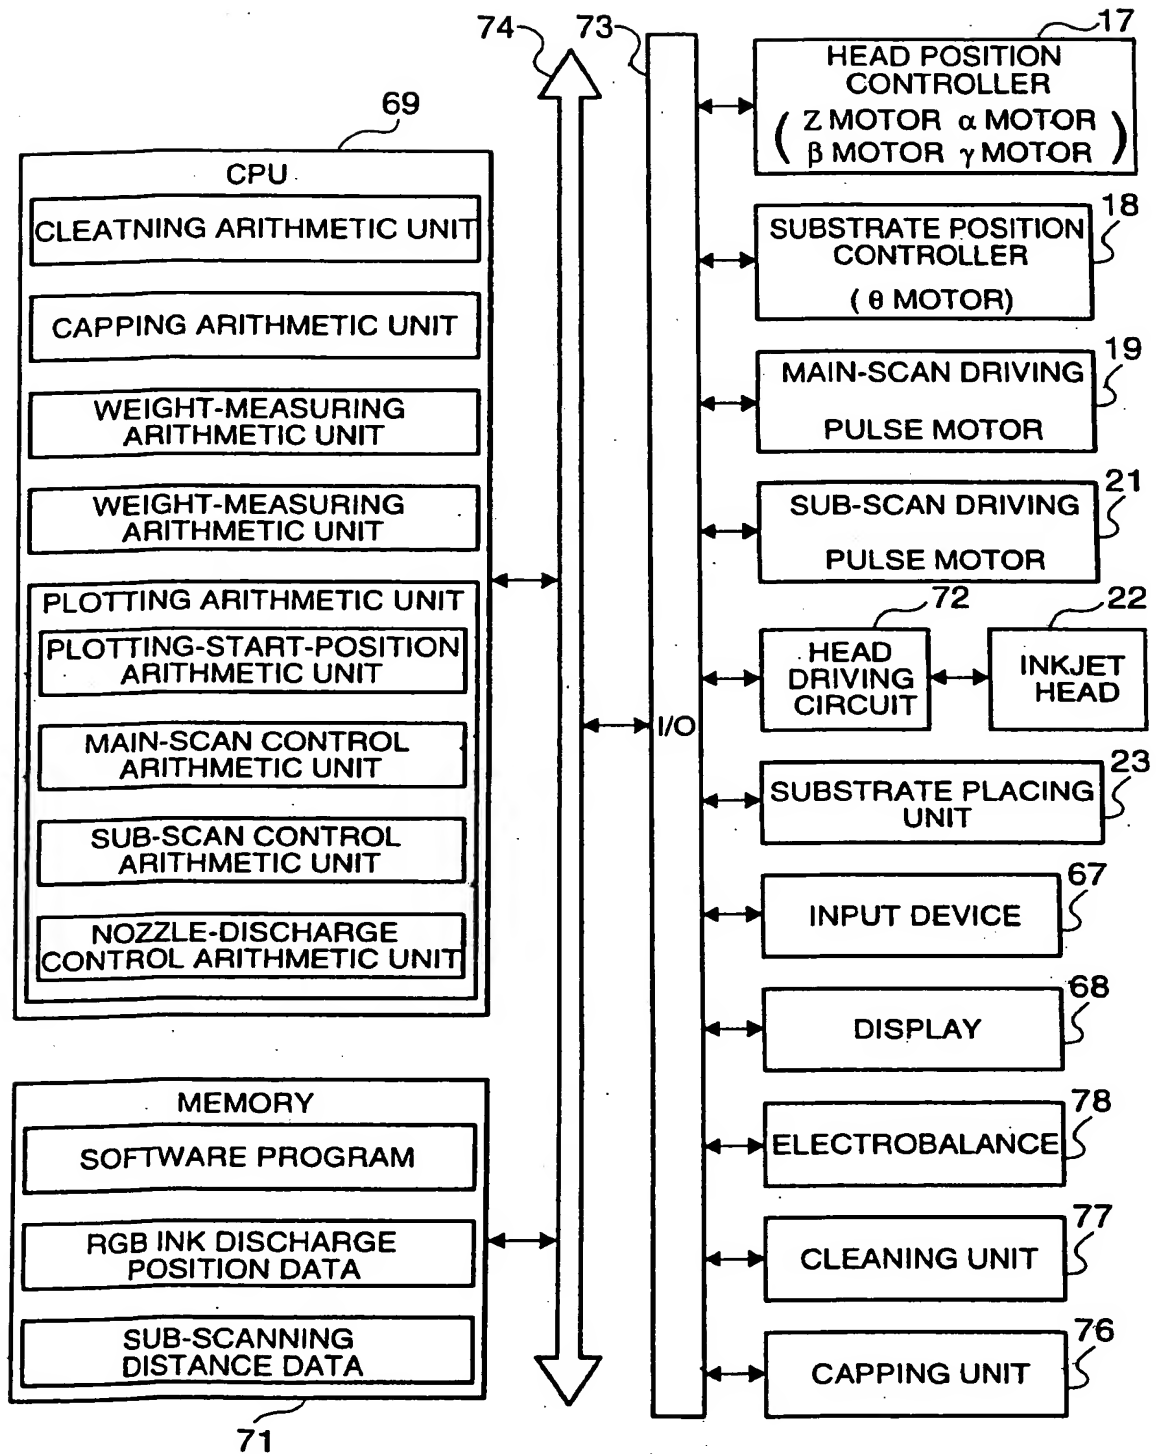 74
73
17
HEAD POSITION
CONTROLLER
( Z MOTOR α MOTOR
β MOTOR γ MOTOR )
69
CPU
CLEATNING ARITHMETIC UNIT
CAPPING ARITHMETIC UNIT
WEIGHT-MEASURING
ARITHMETIC UNIT
WEIGHT-MEASURING
ARITHMETIC UNIT
PLOTTING ARITHMETIC UNIT
PLOTTING-START-POSITION
ARITHMETIC UNIT
MAIN-SCAN CONTROL
ARITHMETIC UNIT
SUB-SCAN CONTROL
ARITHMETIC UNIT
NOZZLE-DISCHARGE
CONTROL ARITHMETIC UNIT
MEMORY
SOFTWARE PROGRAM
RGB INK DISCHARGE
POSITION DATA
SUB-SCANNING
DISTANCE DATA
71
I/O
18
SUBSTRATE POSITION
CONTROLLER
( θ MOTOR)
19
MAIN-SCAN DRIVING
PULSE MOTOR
21
SUB-SCAN DRIVING
PULSE MOTOR
72
HEAD
DRIVING
CIRCUIT
22
INKJET
HEAD
23
SUBSTRATE PLACING
UNIT
67
INPUT DEVICE
68
DISPLAY
78
ELECTROBALANCE
77
CLEANING UNIT
76
CAPPING UNIT